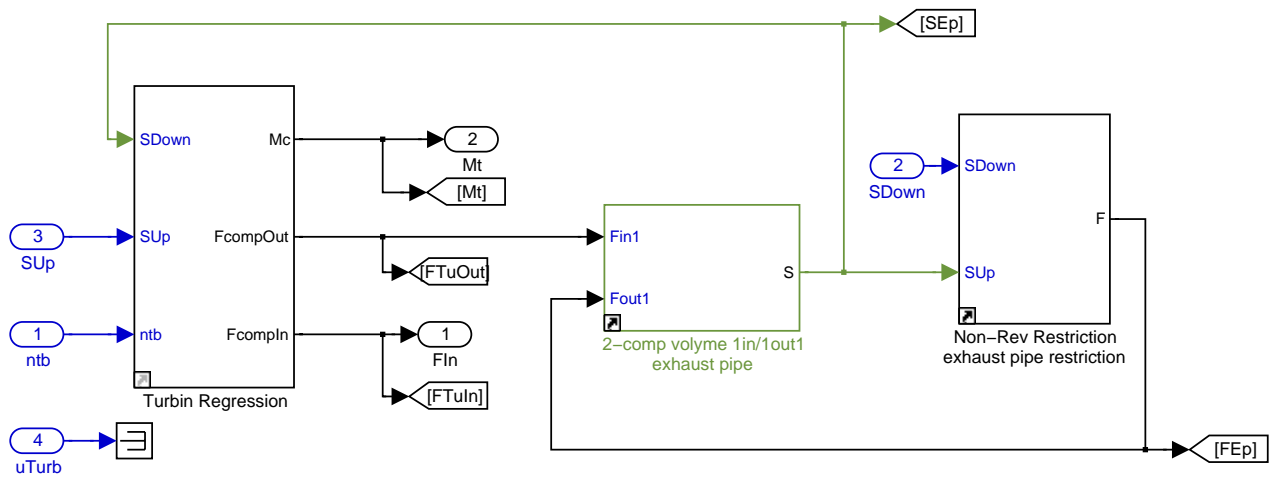 [SEp]
SDown
Mc
2
Mt
[Mt]
2
SDown
SDown
3
SUp
SUp
FcompOut
[FTuOut]
Fin1
S
Fout1
F
SUp
1
ntb
ntb
FcompIn
1
FIn
[FTuIn]
2−comp volyme 1in/1out1
exhaust pipe
Non−Rev Restriction
exhaust pipe restriction
Turbin Regression
4
uTurb
[FEp]